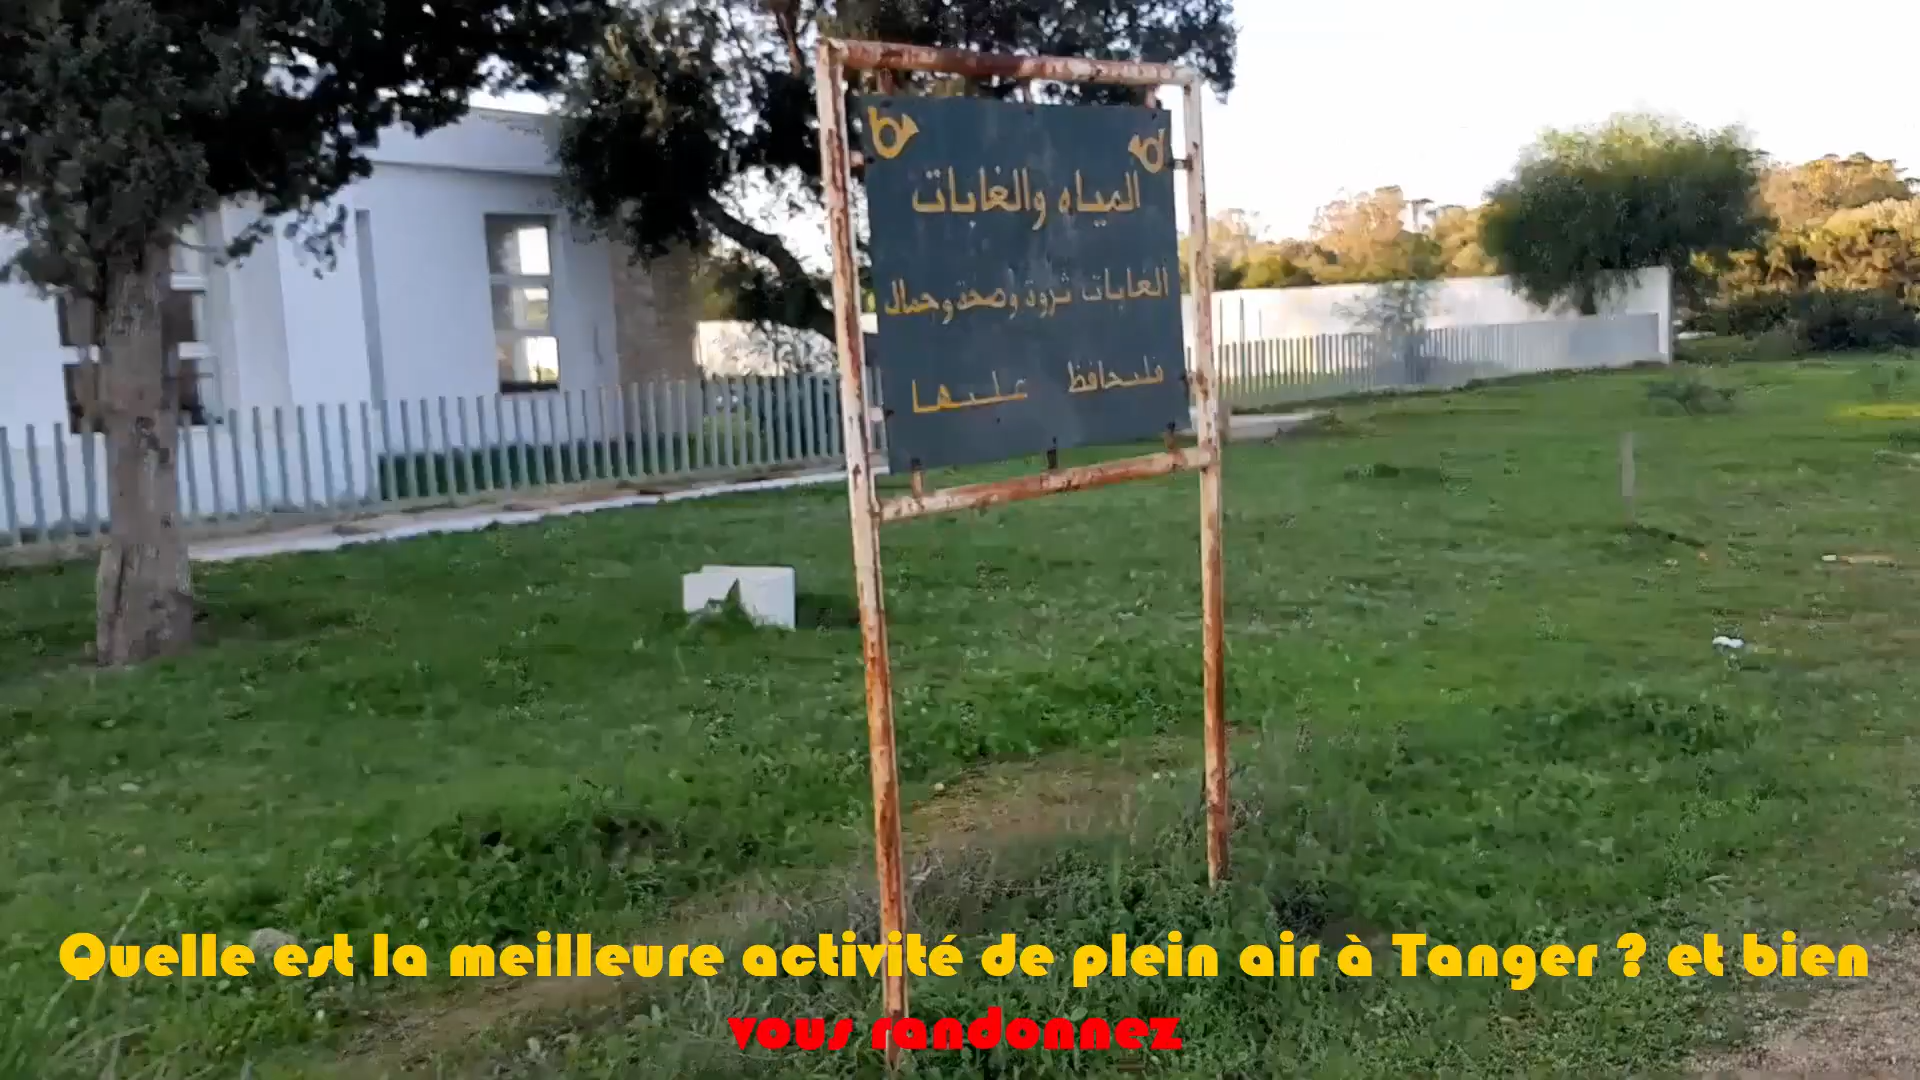 المياه والغابات
الغابات ثروة وصحة وجمال
فلنحافظ عليها
Quelle est la meilleure activité de plein air à Tanger ? et bien
vous randonnez